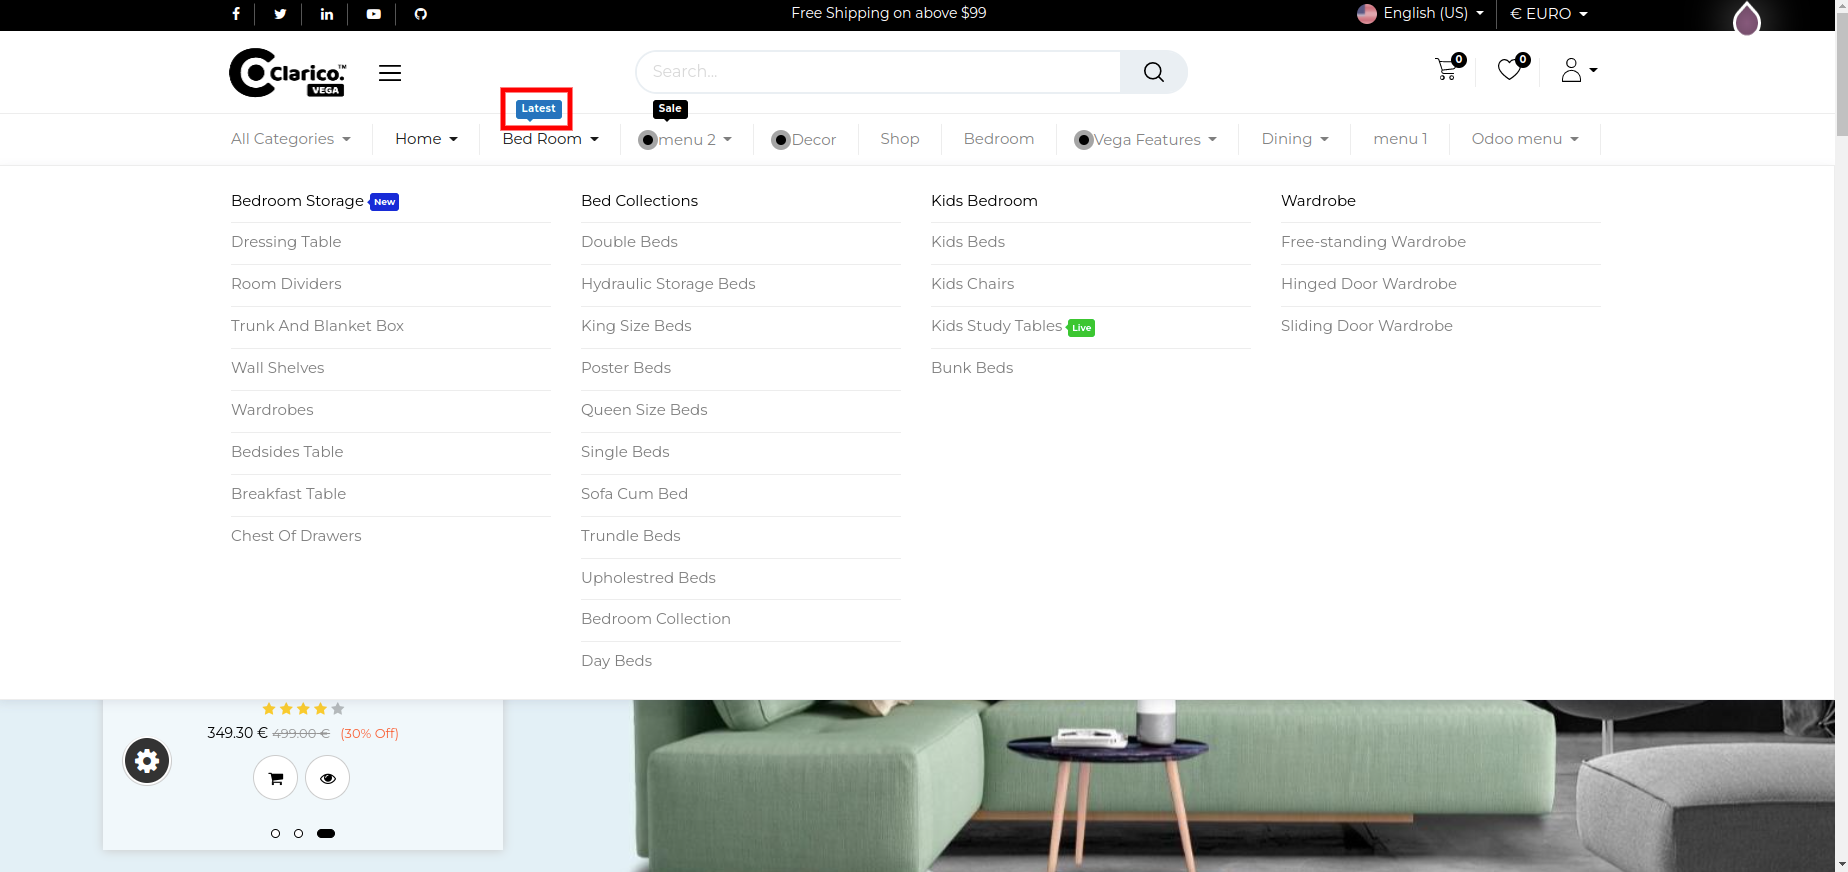 Free Shipping on above $99
English (US)
€ EURO
Clarico.™
VEGA
Search...
0
0
Latest
Sale
All Categories
Home
Bed Room
menu 2
Decor
Shop
Bedroom
Vega Features
Dining
menu 1
Odoo menu
Bedroom Storage New
Dressing Table
Room Dividers
Trunk And Blanket Box
Wall Shelves
Wardrobes
Bedsides Table
Breakfast Table
Chest Of Drawers
Bed Collections
Double Beds
Hydraulic Storage Beds
King Size Beds
Poster Beds
Queen Size Beds
Single Beds
Sofa Cum Bed
Trundle Beds
Upholestred Beds
Bedroom Collection
Day Beds
Kids Bedroom
Kids Beds
Kids Chairs
Kids Study Tables Live
Bunk Beds
Wardrobe
Free-standing Wardrobe
Hinged Door Wardrobe
Sliding Door Wardrobe
349.30 € 499.00 € (30% Off)